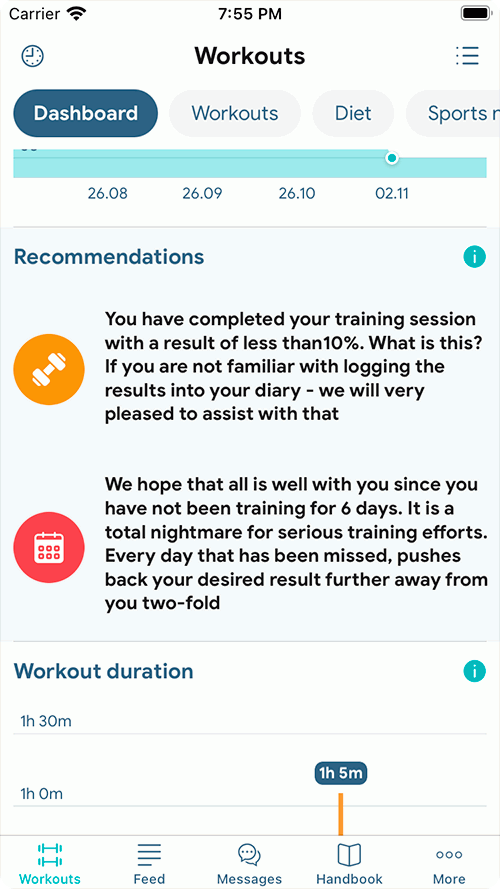 Carrier 7:55 PM
Workouts
Dashboard Workouts Diet Sports
26.08 26.09 26.10 02.11
Recommendations
You have completed your training session
with a result of less than10%. What is this?
If you are not familiar with logging the
results into your diary - we will very
pleased to assist with that
We hope that all is well with you since you
have not been training for 6 days. It is a
total nightmare for serious training efforts.
Every day that has been missed, pushes
back your desired result further away from
you two-fold
Workout duration
1h 30m
1h 5m
1h 0m
Workouts Feed Messages Handbook More